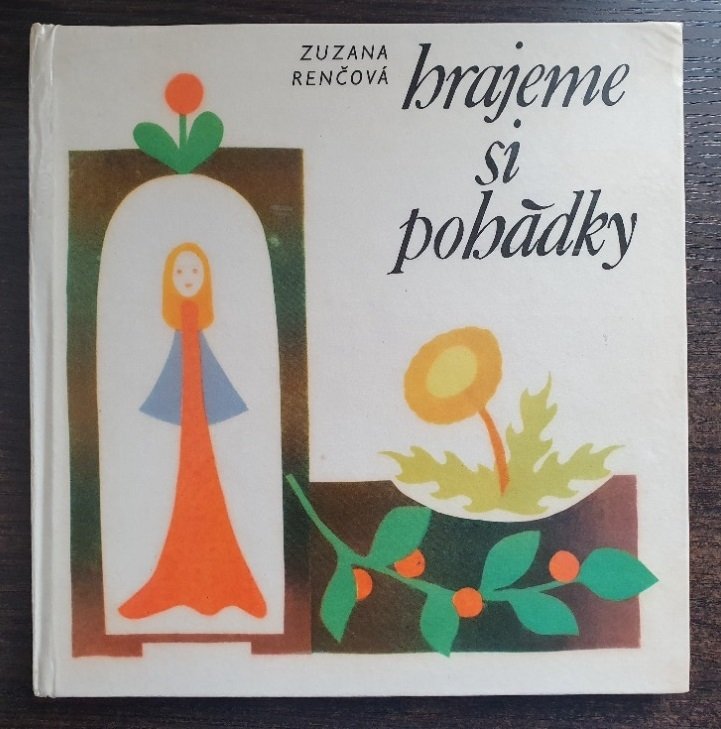 ZUZANA
RENČOVÁ
hrajeme
si
pohádky